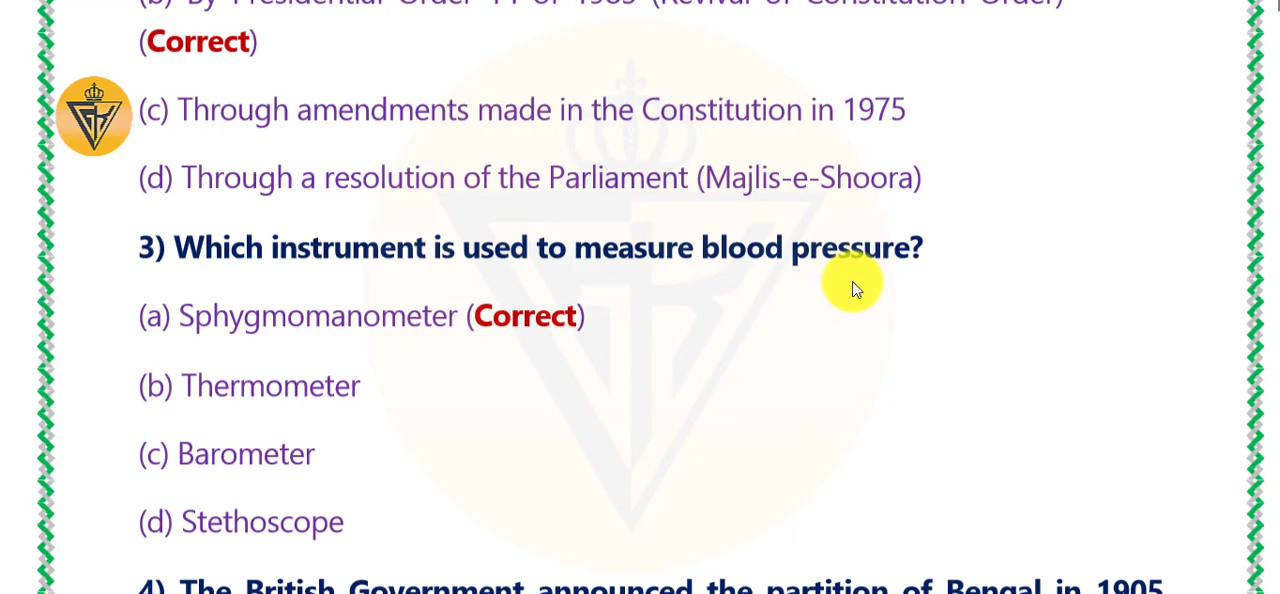 (b) By Presidential Order 14 of 1985 (Revival of Constitution Order)
(Correct)
(c) Through amendments made in the Constitution in 1975
(d) Through a resolution of the Parliament (Majlis-e-Shoora)
3) Which instrument is used to measure blood pressure?
(a) Sphygmomanometer (Correct)
(b) Thermometer
(c) Barometer
(d) Stethoscope
4) The British Government announced the partition of Bengal in 1905